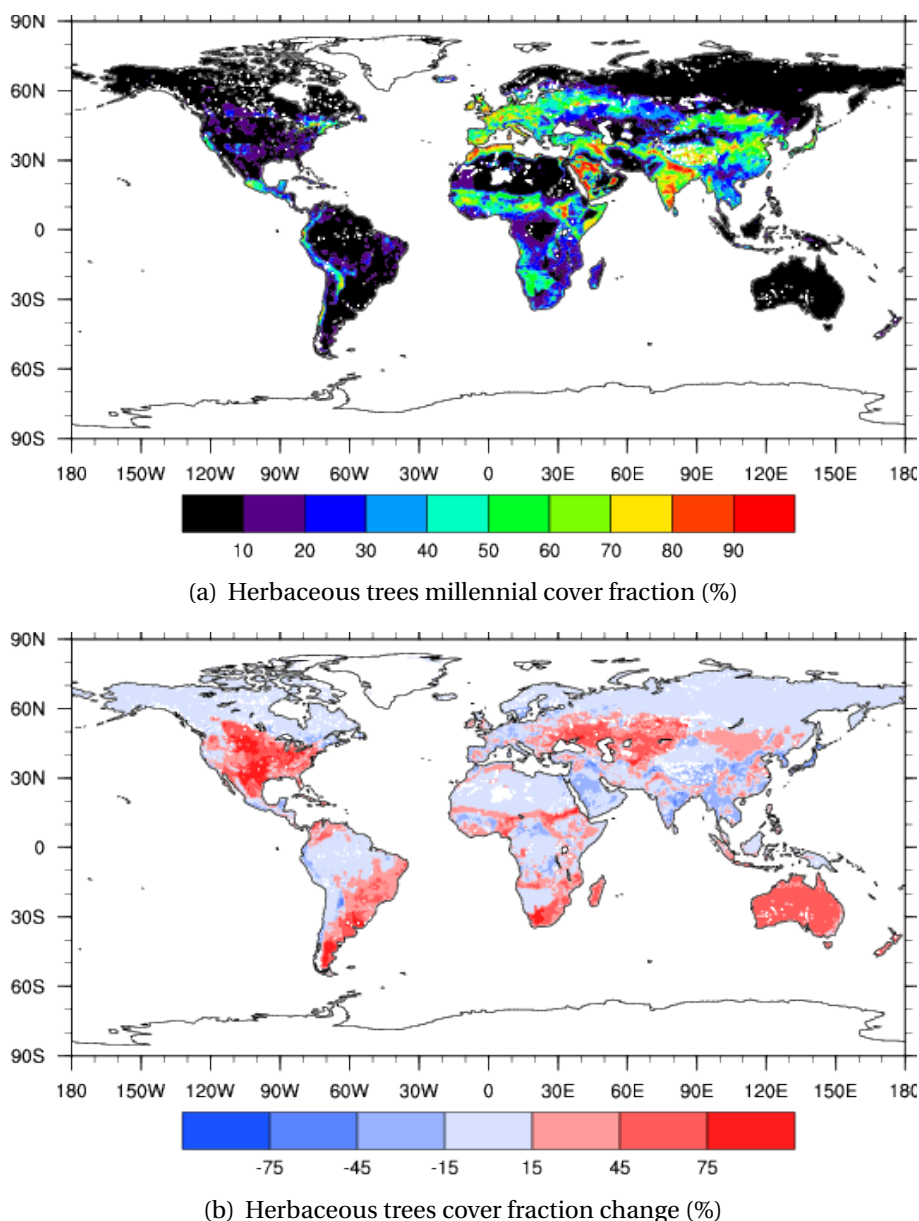 90N
60N
30N
0
30S
60S
90S
180 150W 120W 90W 60W 30W 0 30E 60E 90E 120E 150E 180
10 20 30 40 50 60 70 80 90
(a) Herbaceous trees millennial cover fraction (%)
90N
60N
30N
0
30S
60S
90S
180 150W 120W 90W 60W 30W 0 30E 60E 90E 120E 150E 180
-75 -45 -15 15 45 75
(b) Herbaceous trees cover fraction change (%)